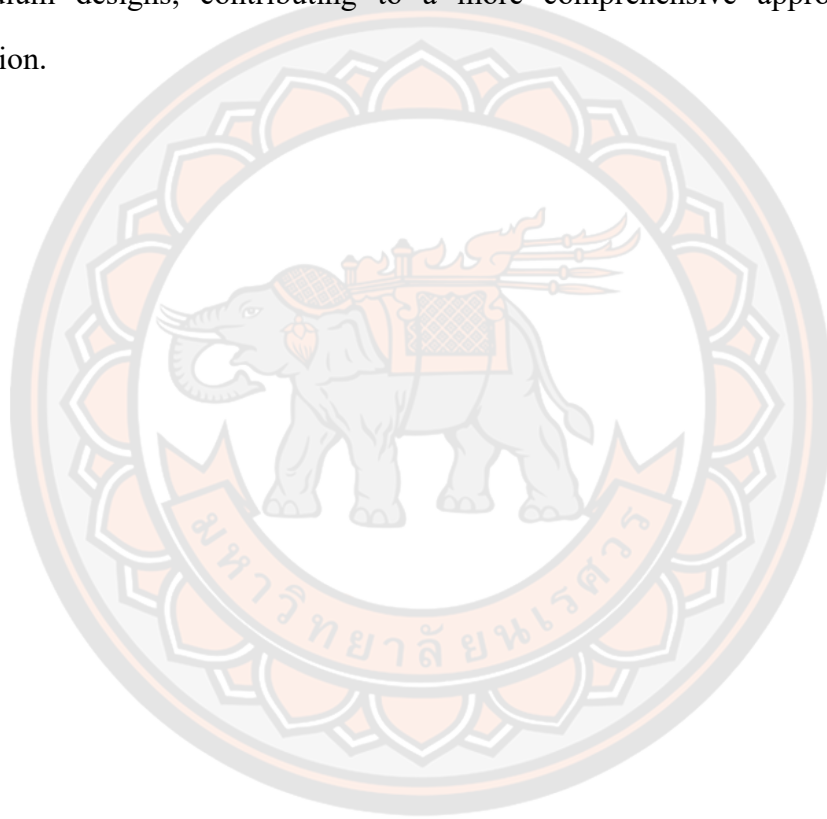 designs, contributing to a more comprehensive
มหาวิทยาลัยนเรศวร